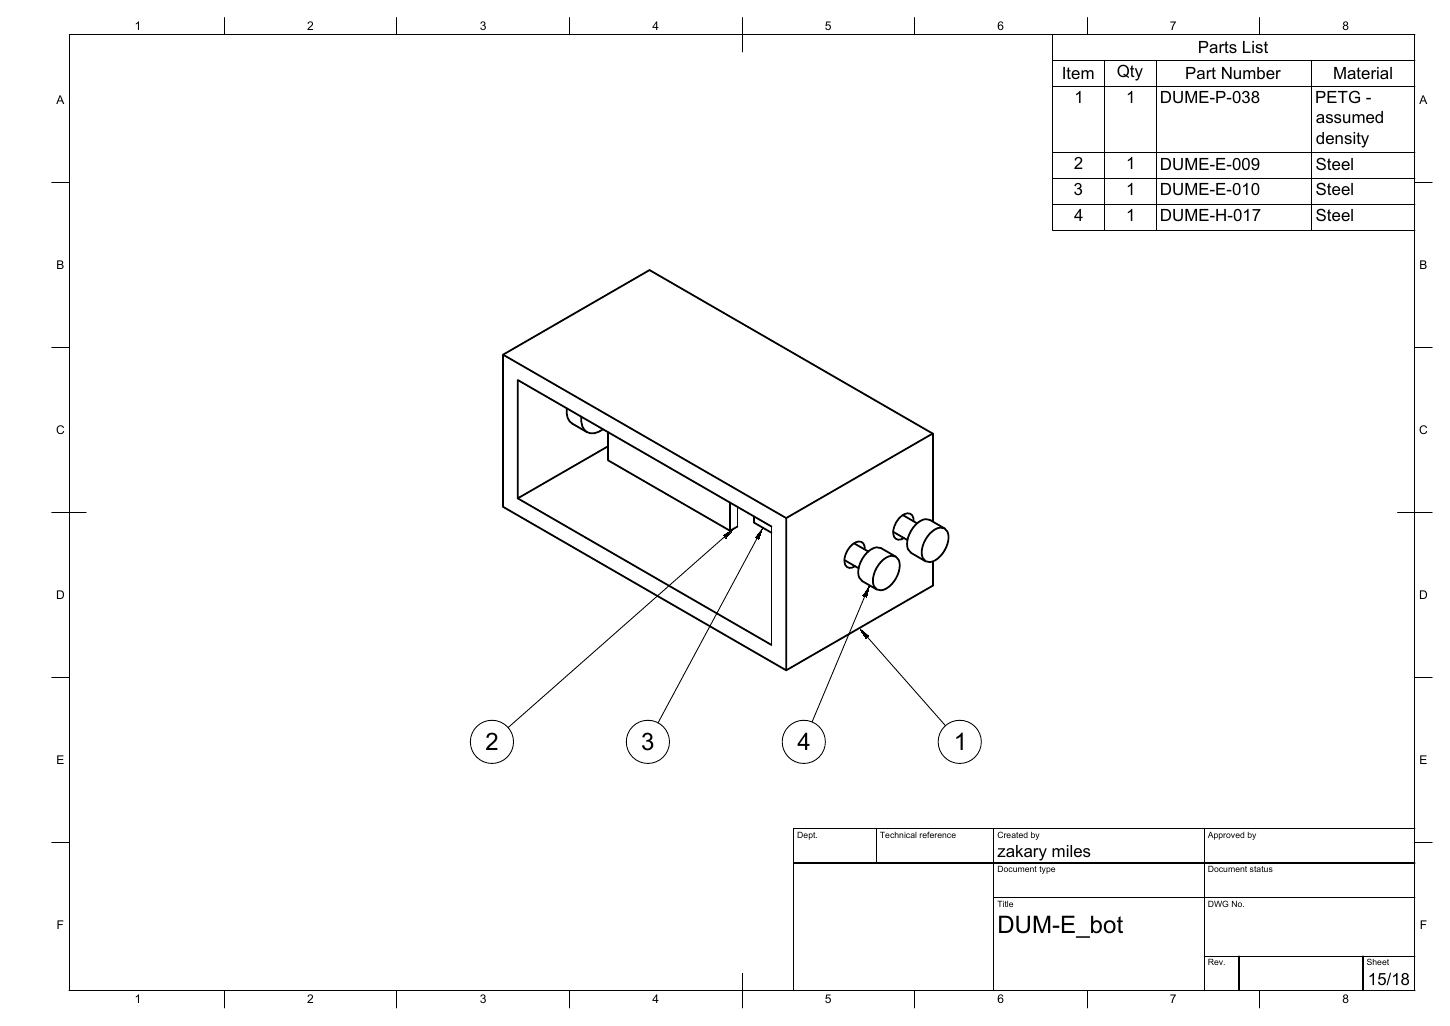 1 2 3 4 5 6 7 8
Parts List
Item Qty Part Number Material
1 1 DUME-P-038 PETG -
assumed
density
2 1 DUME-E-009 Steel
3 1 DUME-E-010 Steel
4 1 DUME-H-017 Steel
A A
B B
C C
D D
2 3 4 1
E E
Dept. Technical reference Created by Approved by
zakary miles
Document type Document status
Title DWG No.
DUM-E_bot
F F
Rev. Sheet
15/18
1 2 3 4 5 6 7 8